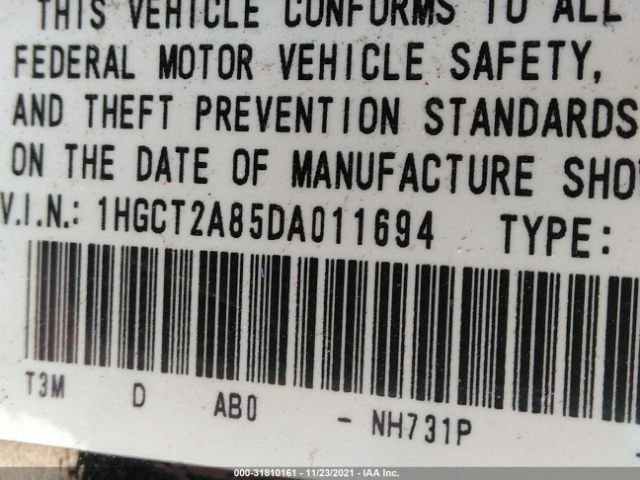 THIS VEHICLE CONFORMS TO ALL
FEDERAL MOTOR VEHICLE SAFETY,
AND THEFT PREVENTION STANDARDS
ON THE DATE OF MANUFACTURE SHO
V.I.N.: 1HGCT2A85DA011694 TYPE:
T3M D AB0 - NH731P
000-31810161 - 11/23/2021 - IAA Inc.